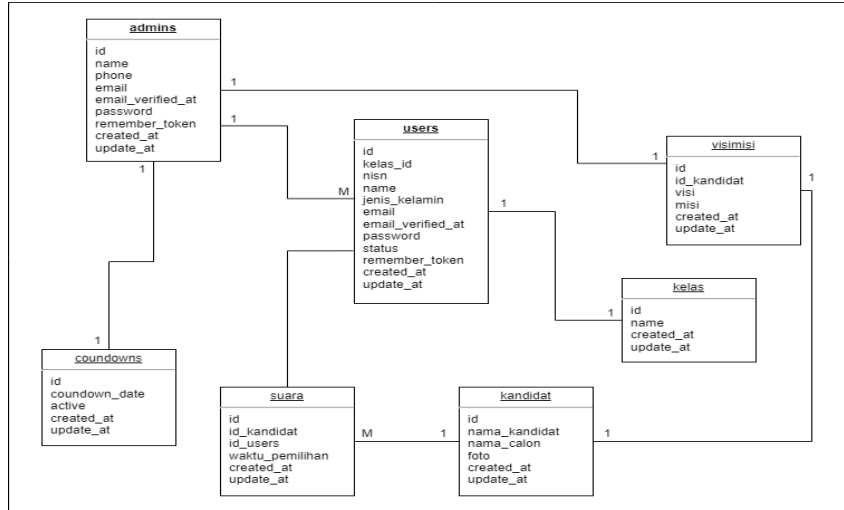 admins
id
name
phone
email
email_verified_at
password
remember_token
created_at
update_at
1
1
1
M
users
id
kelas_id
nisn
name
jenis_kelamin
email
email_verified_at
password
status
remember_token
created_at
update_at
1
1
visimisi
id
id_kandidat
visi
misi
created_at
update_at
1
1
kelas
id
name
created_at
update_at
1
coundowns
id
coundown_date
active
created_at
update_at
suara
id
id_kandidat
id_users
waktu_pemilihan
created_at
update_at
M
1
kandidat
id
nama_kandidat
nama_calon
foto
created_at
update_at
1